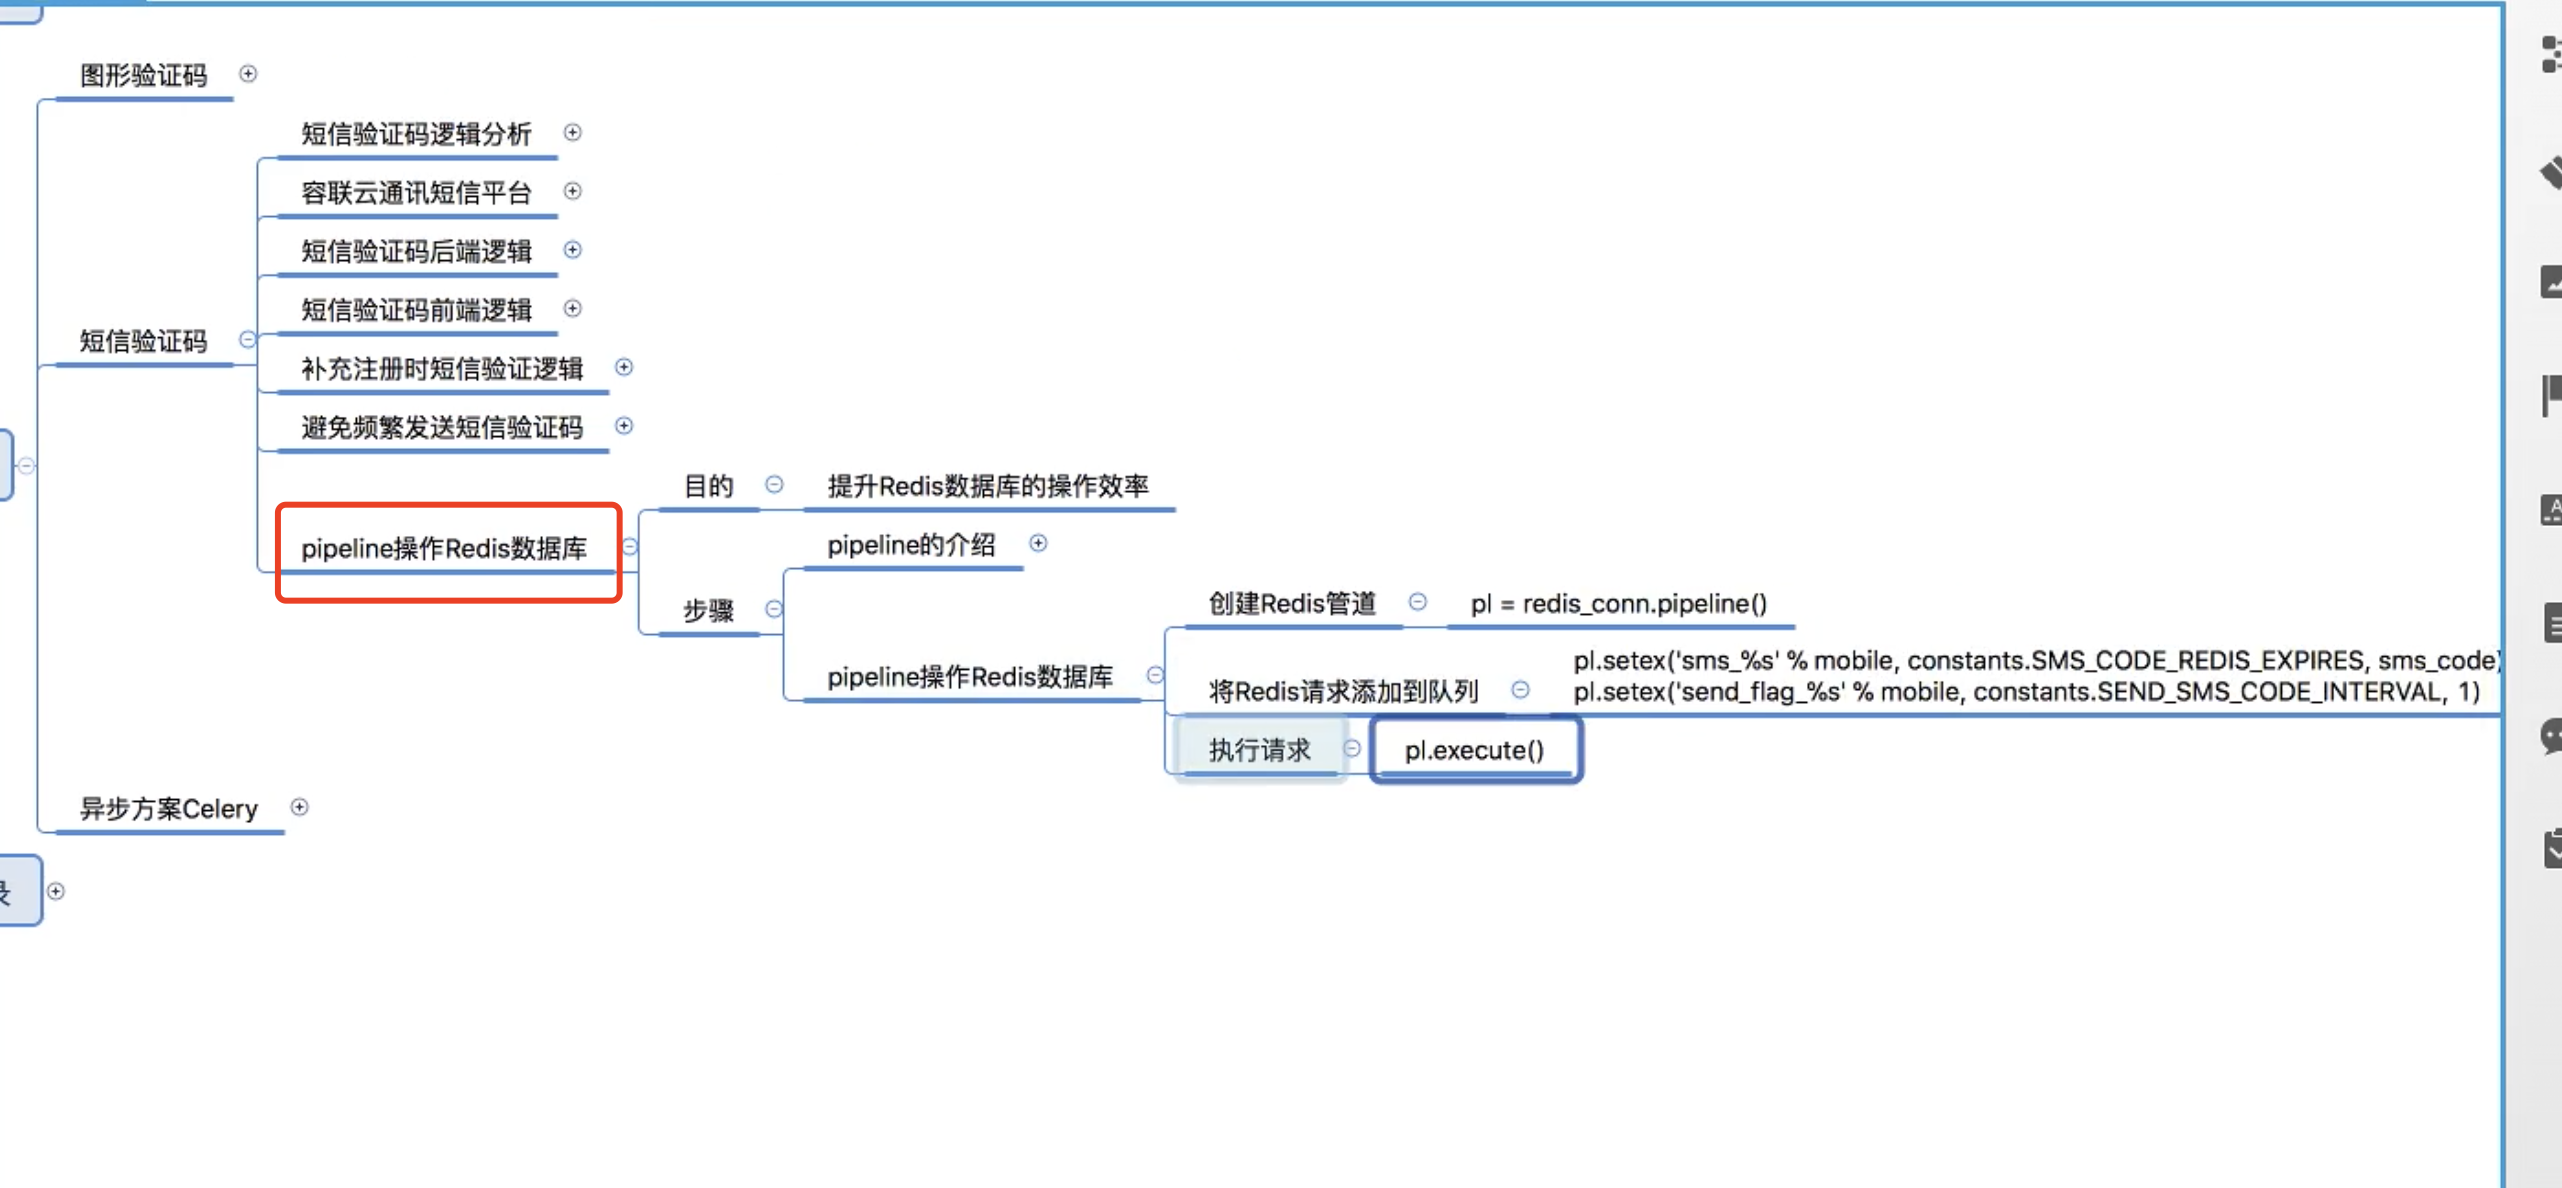 图形验证码
短信验证码逻辑分析
容联云通讯短信平台
短信验证码后端逻辑
短信验证码前端逻辑
短信验证码
补充注册时短信验证逻辑
避免频繁发送短信验证码
目的
提升Redis数据库的操作效率
pipeline操作Redis数据库
pipeline的介绍
步骤
创建Redis管道
pl = redis_conn.pipeline()
pipeline操作Redis数据库
将Redis请求添加到队列
pl.setex('sms_%s' % mobile, constants.SMS_CODE_REDIS_EXPIRES, sms_code)
pl.setex('send_flag_%s' % mobile, constants.SEND_SMS_CODE_INTERVAL, 1)
执行请求
pl.execute()
异步方案Celery
录